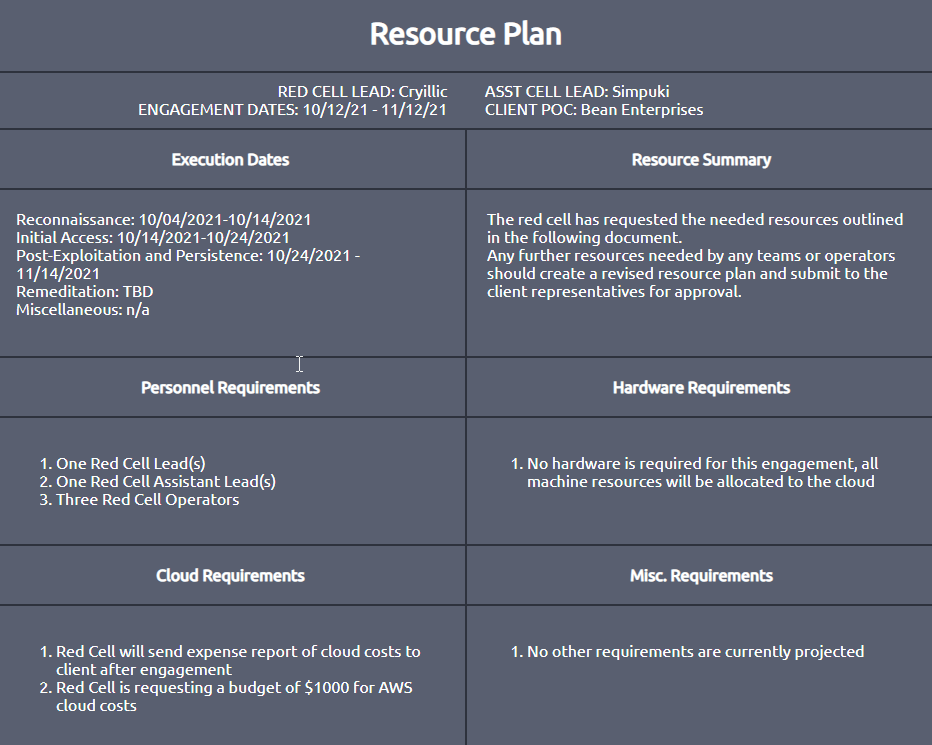 Resource Plan
RED CELL LEAD: Cryillic
ENGAGEMENT DATES: 10/12/21 - 11/12/21
ASST CELL LEAD: Simpuki
CLIENT POC: Bean Enterprises
Execution Dates
Reconnaissance: 10/04/2021-10/14/2021
Initial Access: 10/14/2021-10/24/2021
Post-Exploitation and Persistence: 10/24/2021 -
11/14/2021
Remeditation: TBD
Miscellaneous: n/a
Resource Summary
The red cell has requested the needed resources outlined
in the following document.
Any further resources needed by any teams or operators
should create a revised resource plan and submit to the
client representatives for approval.
Personnel Requirements
1. One Red Cell Lead(s)
2. One Red Cell Assistant Lead(s)
3. Three Red Cell Operators
Hardware Requirements
1. No hardware is required for this engagement, all
machine resources will be allocated to the cloud
Cloud Requirements
1. Red Cell will send expense report of cloud costs to
client after engagement
2. Red Cell is requesting a budget of $1000 for AWS
cloud costs
Misc. Requirements
1. No other requirements are currently projected